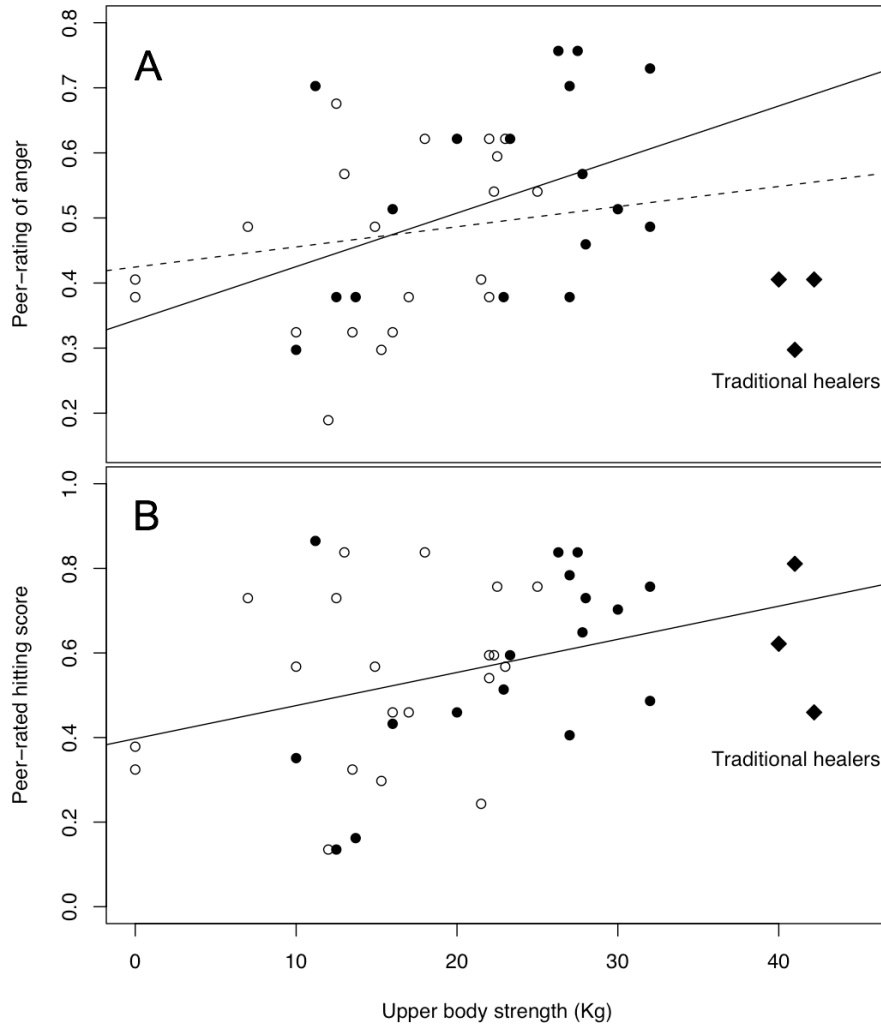 A
Peer−rating of anger
0.8
0.7
0.6
0.5
0.4
0.3
0.2
Traditional healers
B
Peer−rated hitting score
1.0
0.8
0.6
0.4
0.2
0.0
Traditional healers
0 10 20 30 40
Upper body strength (Kg)